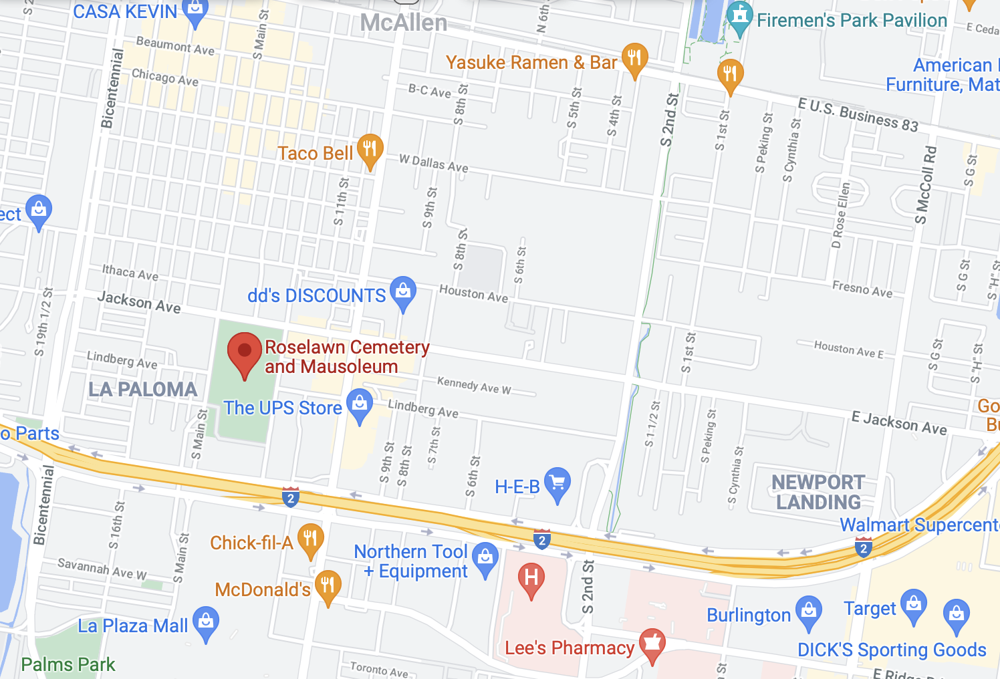 CASA KEVIN
S 2
S Main St
McAllen
N 6th S
Firemen's Park Pavilion
E Ceda
Beaumont Ave
Yasuke Ramen & Bar
American
Furniture, Mat
Bicentennial
Chicago Ave
B-C Ave
S 8th St
S 5th St
S 4th St
S 2nd St
S 1st St
S Peking St
S Cynthia St
E U.S. Business 83
Taco Bell
W Dallas Ave
S McColl Rd
S G St
S 11th St
S 9th St
D Rose Ellen
ect
S 8th St
S 6th St
Ithaca Ave
S G St
S "H" St
Jackson Ave
dd's DISCOUNTS
Houston Ave
Fresno Ave
S 19th 1/2 St
Roselawn Cemetery
and Mausoleum
S 1st St
Houston Ave E
S G St
S "H" St
Lindberg Ave
LA PALOMA
Kennedy Ave W
The UPS Store
Lindberg Ave
S 1 1/2 St
S Peking St
E Jackson Ave
Go
o Parts
S Main St
S 9th St
S 8th St
S 7th St
S 6th St
S Cynthia St
H-E-B
NEWPORT
LANDING
Bicentennial
2
S 16th St
S Main St
2
2
Walmart Supercent
Chick-fil-A
Northern Tool
+ Equipment
Savannah Ave W
McDonald's
H
S 2nd St
La Plaza Mall
Burlington
Target
Lee's Pharmacy
DICK'S Sporting Goods
Palms Park
Toronto Ave
St
E Ridge